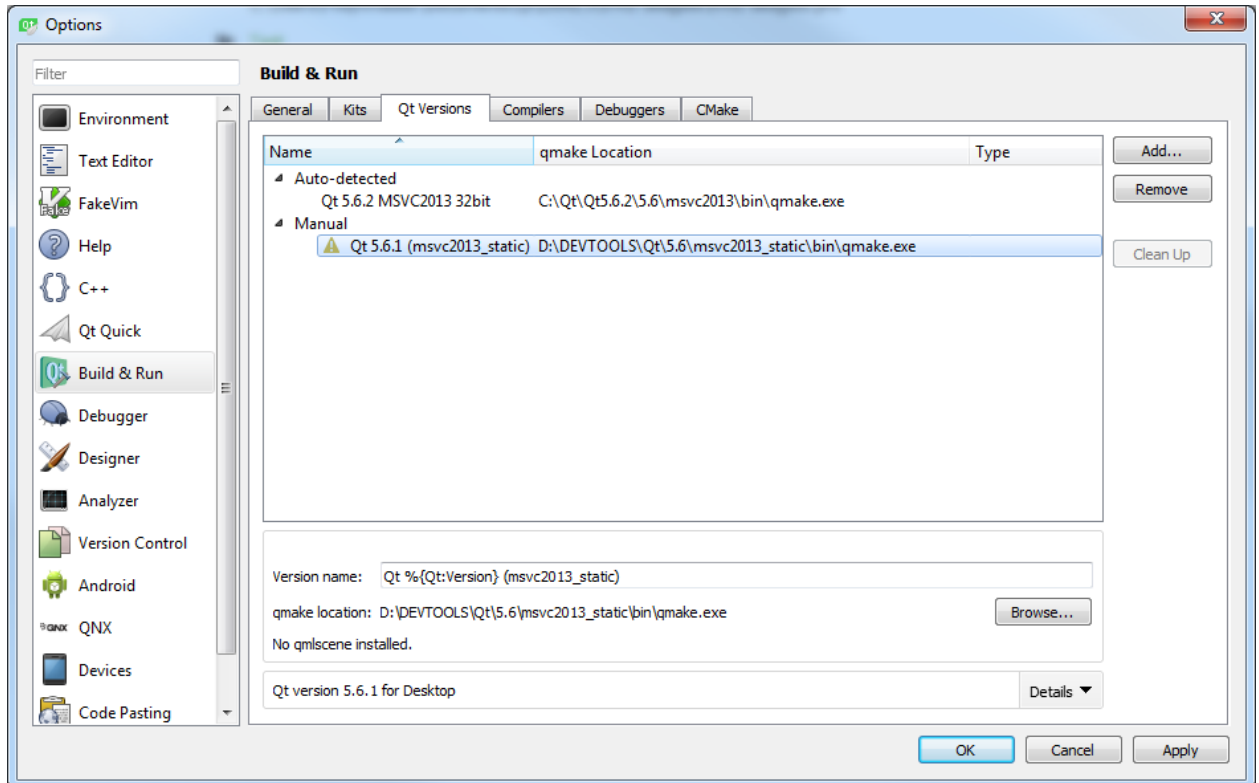 Options
Filter
Build & Run
Environment
Text Editor
FakeVim
Help
C++
Qt Quick
Build & Run
Debugger
Designer
Analyzer
Version Control
Android
QNX
Devices
Code Pasting
General Kits Qt Versions Compilers Debuggers CMake
Name qmake Location Type
Auto-detected
Qt 5.6.2 MSVC2013 32bit C:\Qt\Qt5.6.2\5.6\msvc2013\bin\qmake.exe
Manual
Qt 5.6.1 (msvc2013_static) D:\DEVTOOLS\Qt\5.6\msvc2013_static\bin\qmake.exe
Add...
Remove
Clean Up
Version name: Qt %{Qt:Version} (msvc2013_static)
qmake location: D:\DEVTOOLS\Qt\5.6\msvc2013_static\bin\qmake.exe Browse...
No qmlscene installed.
Qt version 5.6.1 for Desktop Details
OK Cancel Apply